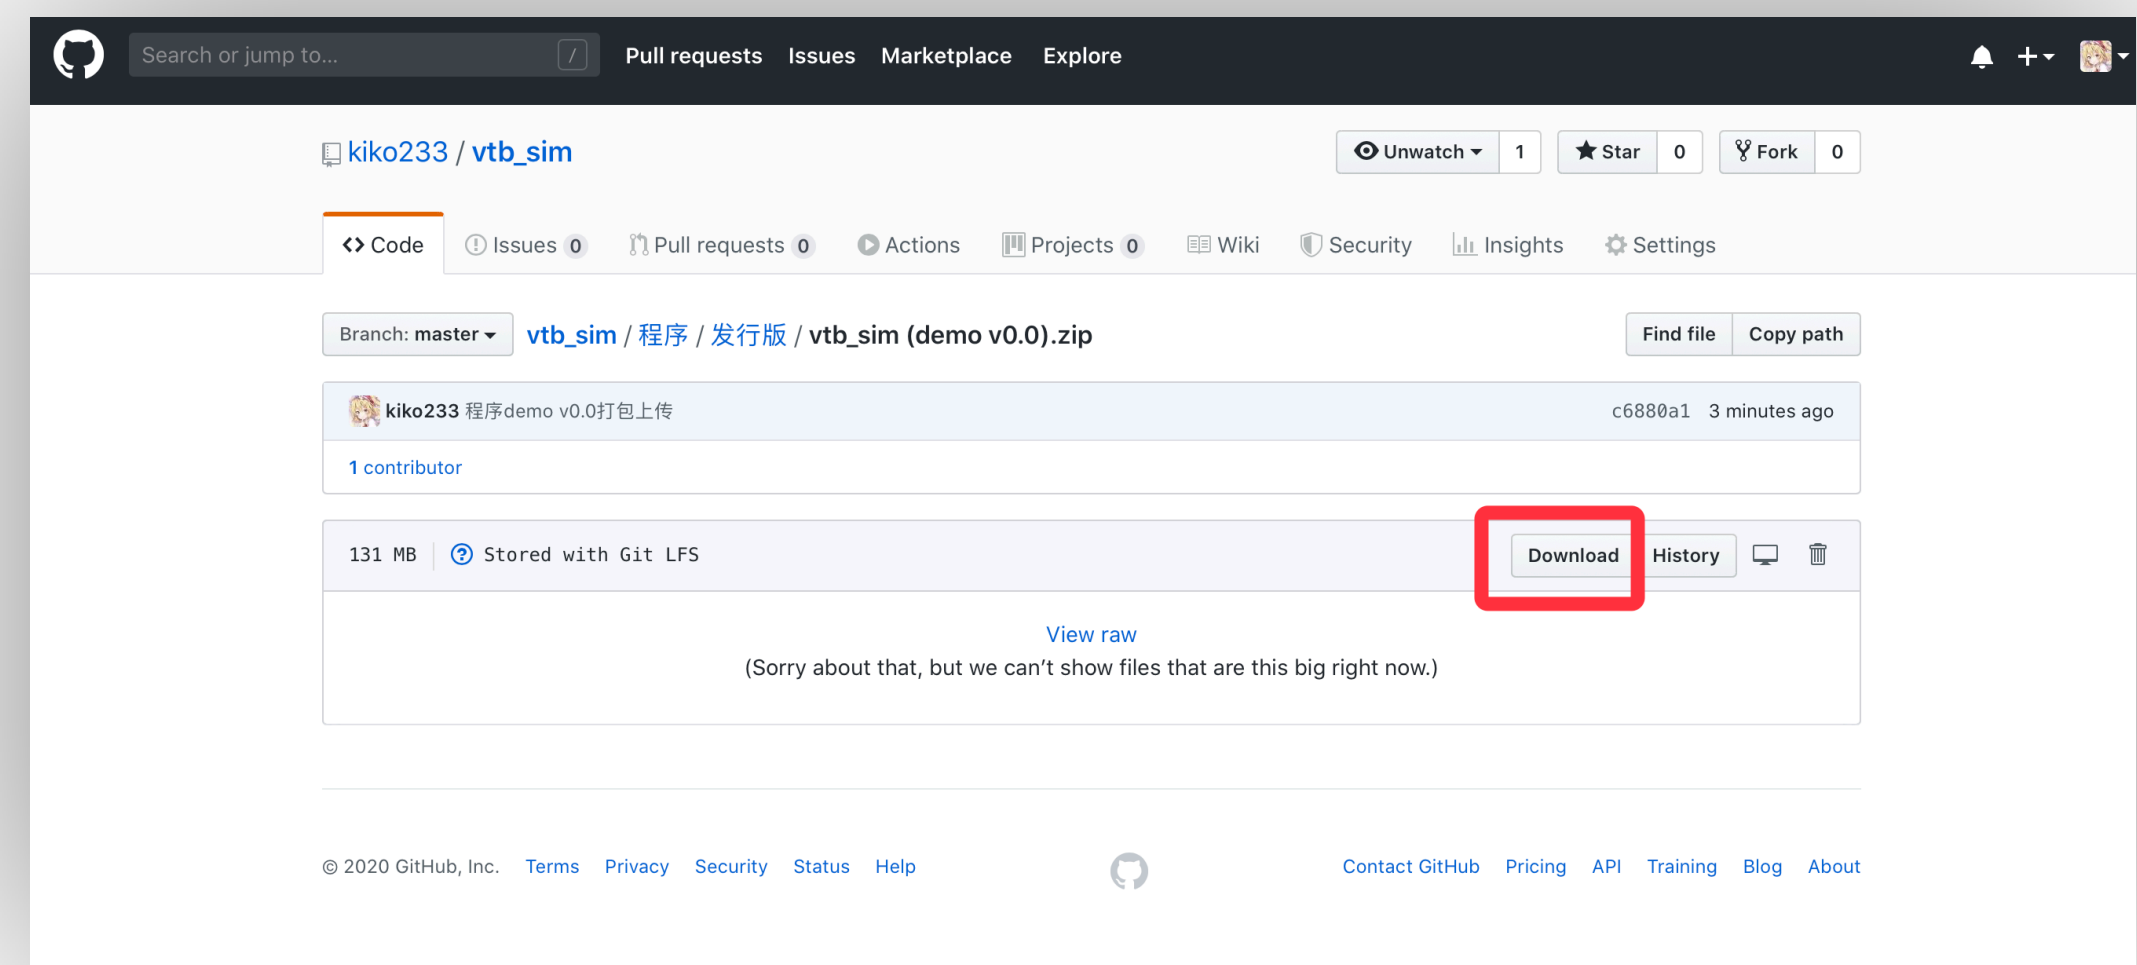 Search or jump to... /
Pull requests Issues Marketplace Explore
kiko233 / vtb_sim
Unwatch 1 Star 0 Fork 0
Code Issues 0 Pull requests 0 Actions Projects 0 Wiki Security Insights Settings
Branch: master vtb_sim / 程序 / 发行版 / vtb_sim (demo v0.0).zip Find file Copy path
kiko233 程序demo v0.0打包上传 c6880a1 3 minutes ago
1 contributor
131 MB Stored with Git LFS Download History
View raw
(Sorry about that, but we can’t show files that are this big right now.)
© 2020 GitHub, Inc. Terms Privacy Security Status Help Contact GitHub Pricing API Training Blog About